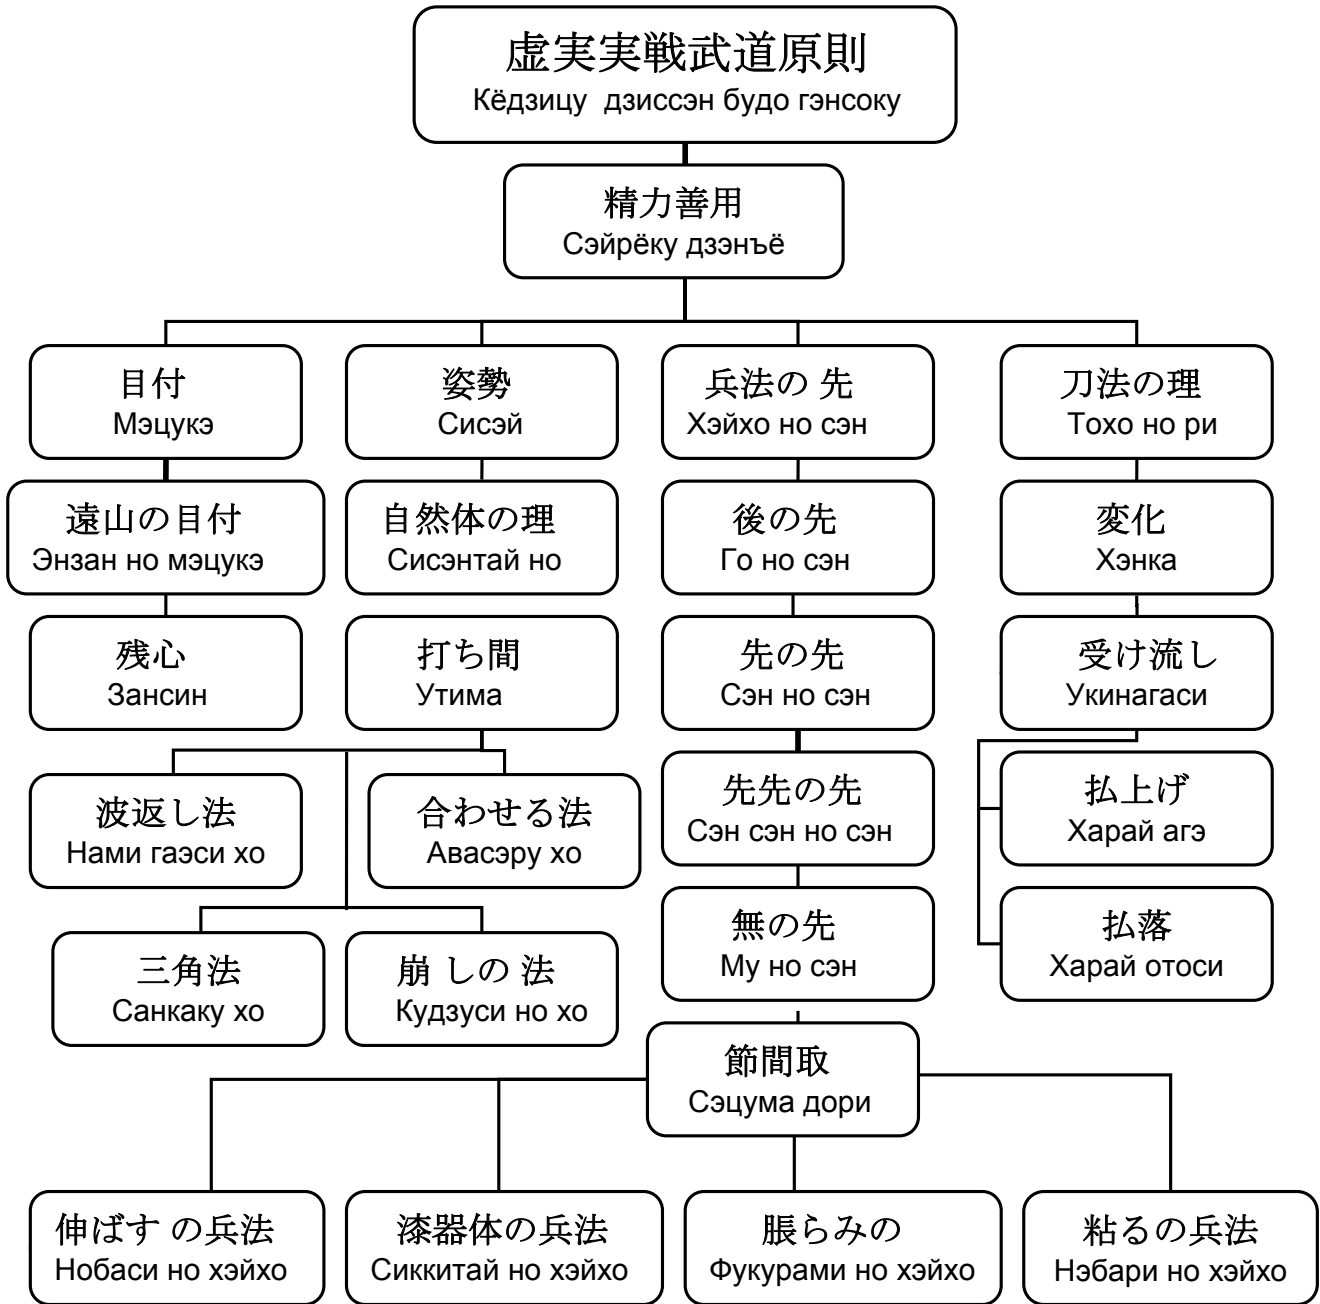 虚実実戦武道原則
Кёдзицу дзиссэн будо гэнсоку
精力善用
Сэйрёку дзэнъё
目付
Мэцукэ
姿勢
Сисэй
兵法の 先
Хэйхо но сэн
刀法の理
Тохо но ри
遠山の目付
Энзан но мэцукэ
自然体の理
Сисэнтай но
後の先
Го но сэн
変化
Хэнка
残心
Зансин
打ち間
Утима
先の先
Сэн но сэн
受け流し
Укинагаси
波返し法
Нами гаэси хо
合わせる法
Авасэру хо
先先の先
Сэн сэн но сэн
払上げ
Харай агэ
三角法
Санкаку хо
崩 しの 法
Кудзуси но хо
無の先
Му но сэн
払落
Харай отоси
節間取
Сэцума дори
伸ばす の兵法
Нобаси но хэйхо
漆器体の兵法
Сиккитай но хэйхо
脹らみの
Фукурами но хэйхо
粘るの兵法
Нэбари но хэйхо